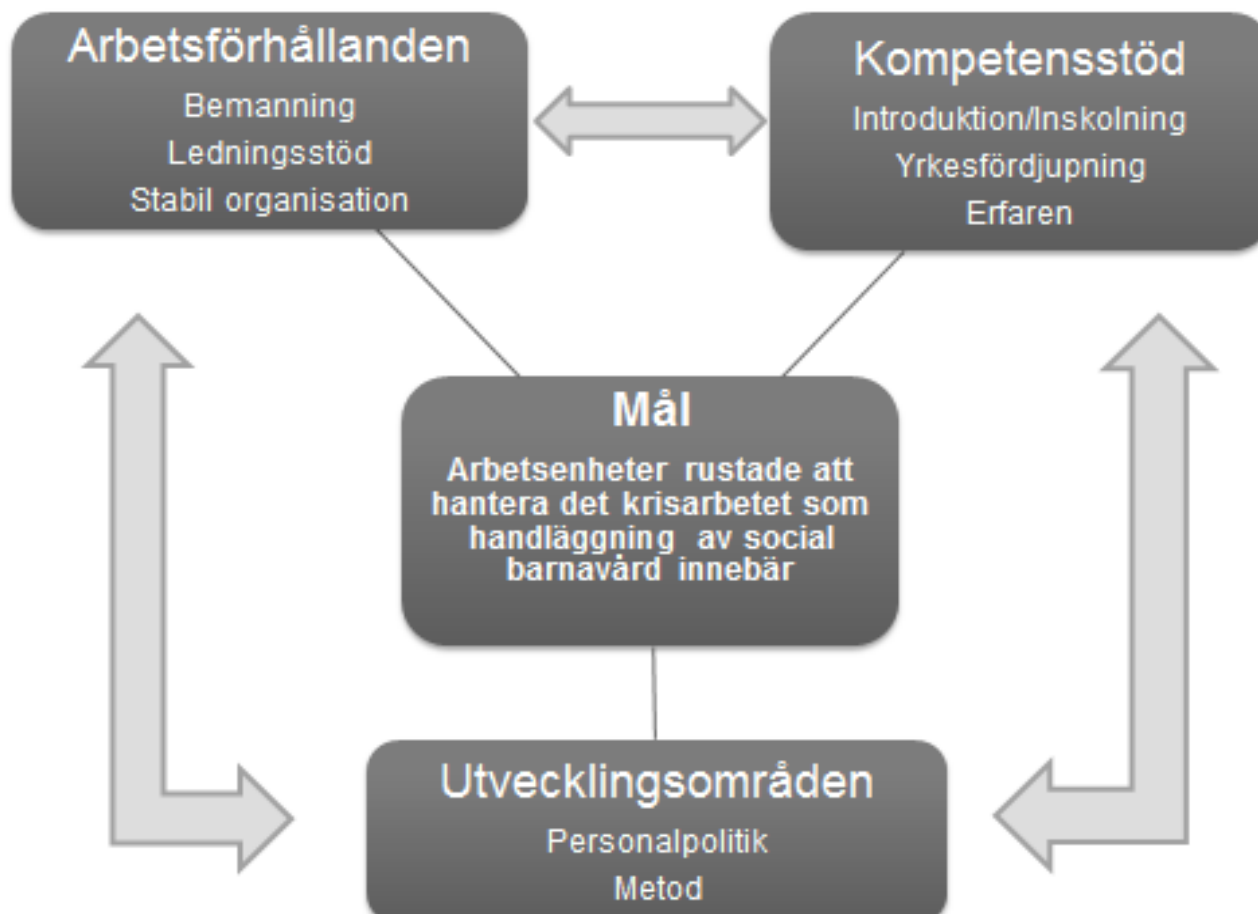 Arbetsförhållanden
Bemanning
Ledningsstöd
Stabil organisation
Kompetensstöd
Introduktion/Inskolning
Yrkesfördjupning
Erfaren
Mål
Arbetsenheter rustade att
hantera det krisarbetet som
handläggning av social
barnavård innebär
Utvecklingsområden
Personalpolitik
Metod